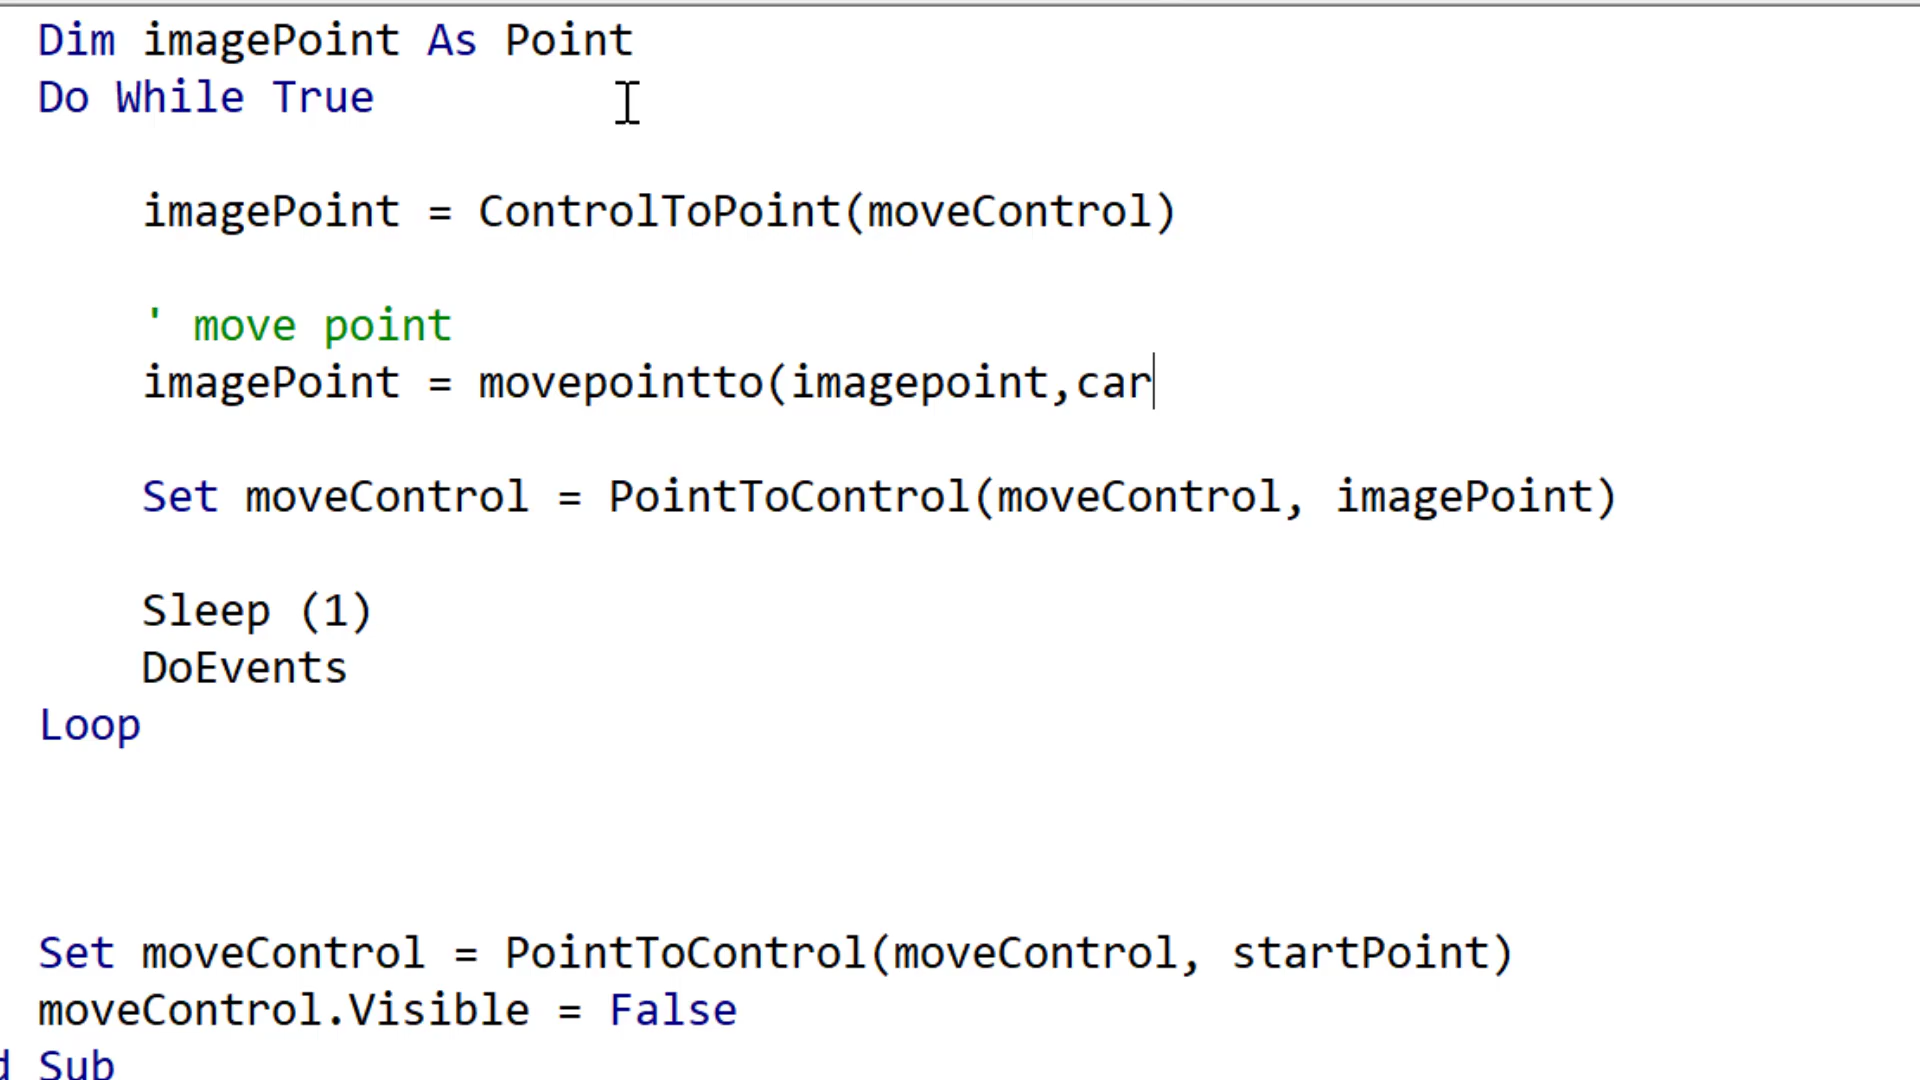 Dim imagePoint As Point
Do While True
imagePoint = ControlToPoint(moveControl)
' move point
imagePoint = movepointto(imagepoint,car
Set moveControl = PointToControl(moveControl, imagePoint)
Sleep (1)
DoEvents
Loop
Set moveControl = PointToControl(moveControl, startPoint)
moveControl.Visible = False
d Sub